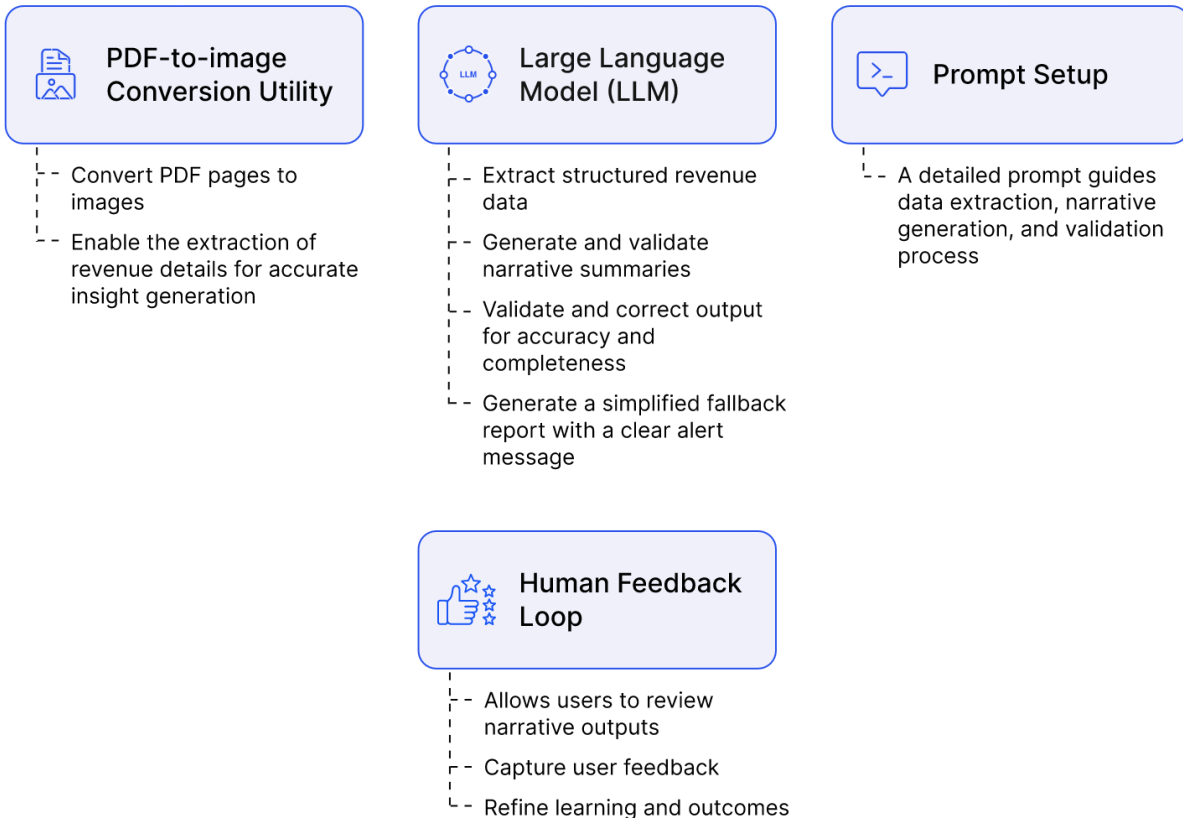 PDF-to-image
Conversion Utility
Convert PDF pages to
images
Enable the extraction of
revenue details for accurate
insight generation
LLM
Large Language
Model (LLM)
Extract structured revenue
data
Generate and validate
narrative summaries
Validate and correct output
for accuracy and
completeness
Generate a simplified fallback
report with a clear alert
message
Prompt Setup
A detailed prompt guides
data extraction, narrative
generation, and validation
process
Human Feedback
Loop
Allows users to review
narrative outputs
Capture user feedback
Refine learning and outcomes